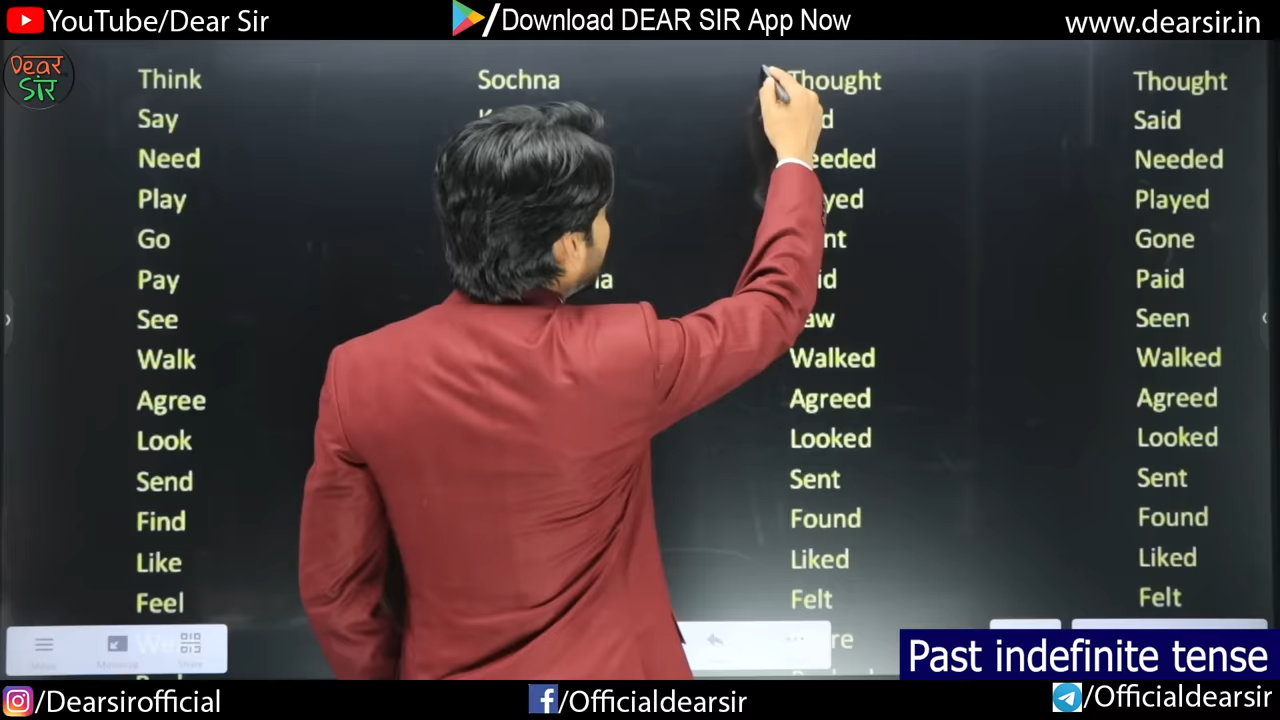 YouTube/Dear Sir /Download DEAR SIR App Now www.dearsir.in
Dear सर
Sir
Think Sochna Thought Thought
Say Said
Need Needed
Play Played
Go Gone
Pay Paid
See Seen
Walk Walked Walked
Agree Agreed Agreed
Look Looked Looked
Send Sent Sent
Find Found Found
Like Liked Liked
Feel Felt Felt
Past indefinite tense
/Dearsirofficial /Officialdearsir /Officialdearsir